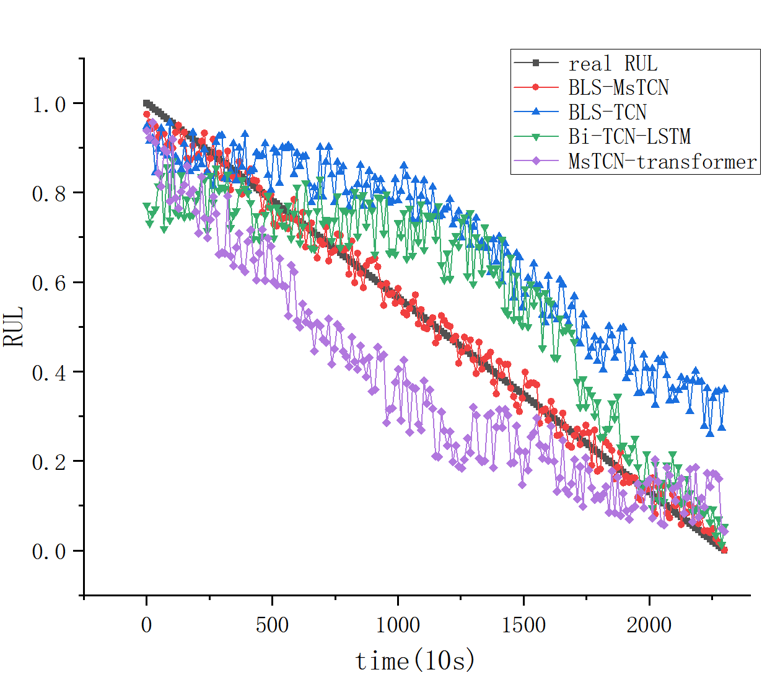 real RUL
BLS-MsTCN
BLS-TCN
Bi-TCN-LSTM
MsTCN-transformer
1.0
0.8
0.6
0.4
0.2
0.0
RUL
0 500 1000 1500 2000
time(10s)